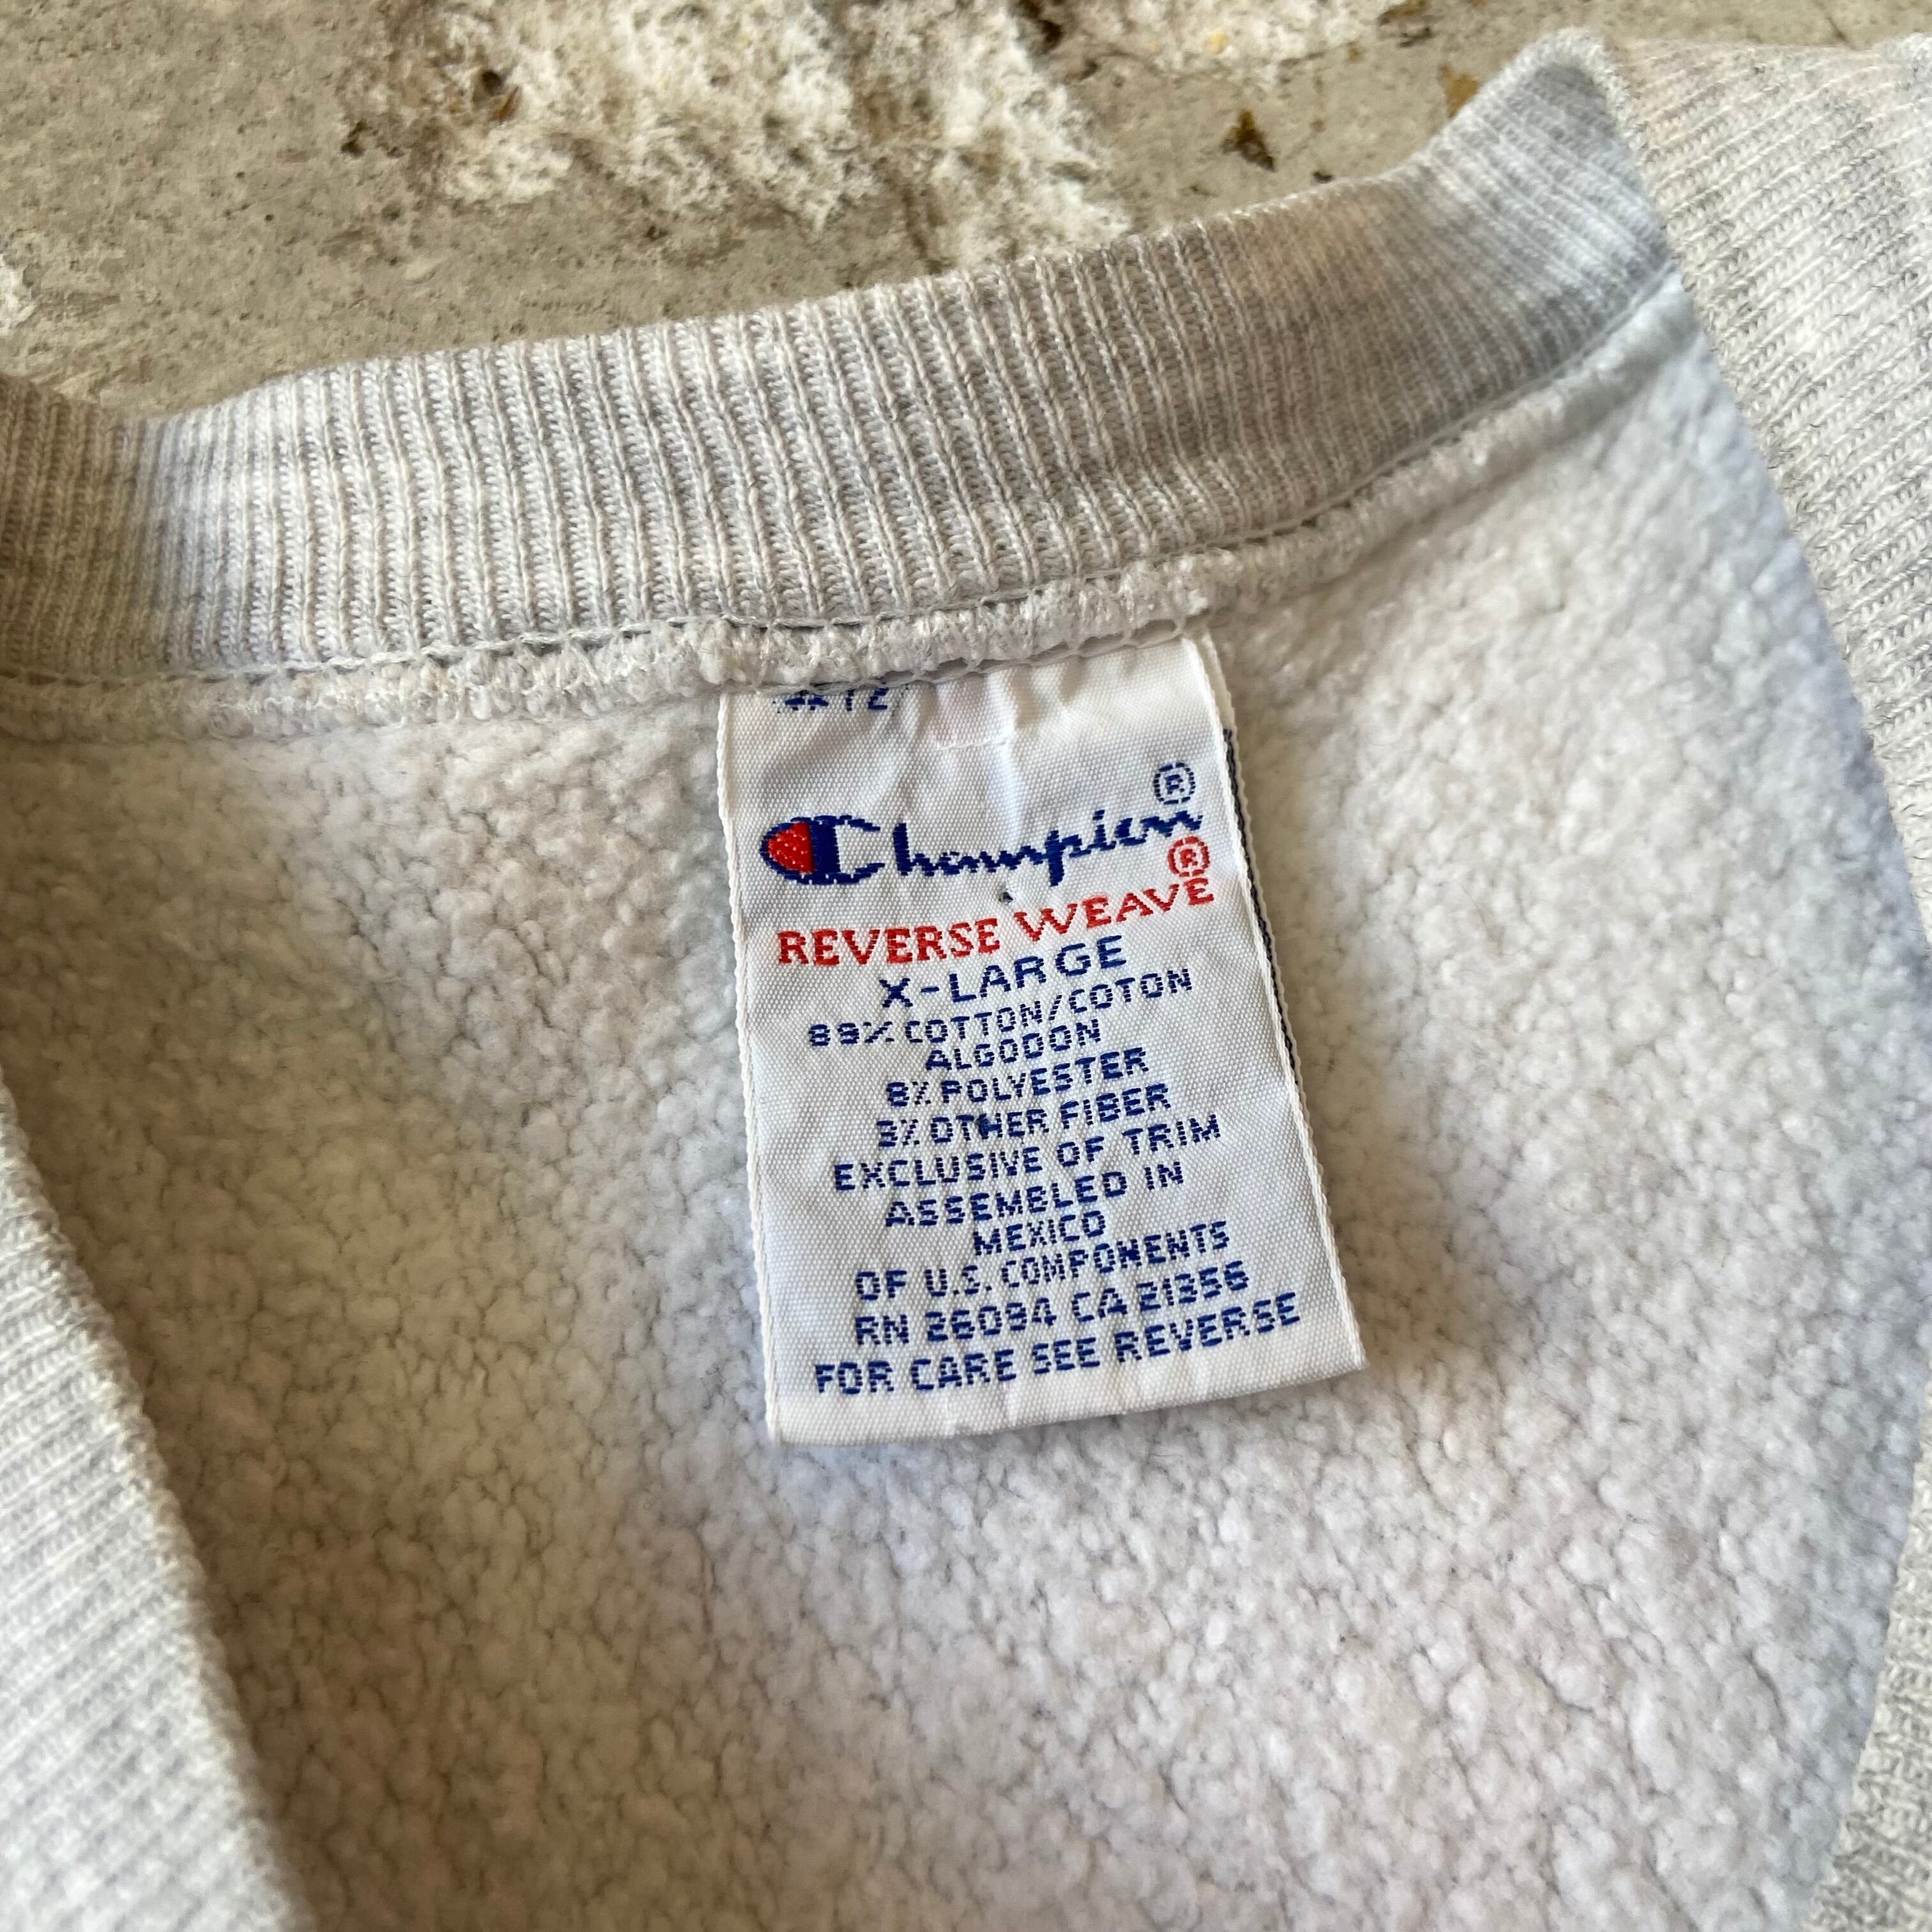 Champion®
REVERSE WEAVE®
X-LARGE
89% COTTON/COTON
ALGODON
8% POLYESTER
3% OTHER FIBER
EXCLUSIVE OF TRIM
ASSEMBLED IN
MEXICO
OF U.S. COMPONENTS
RN 26094 CA 21356
FOR CARE SEE REVERSE